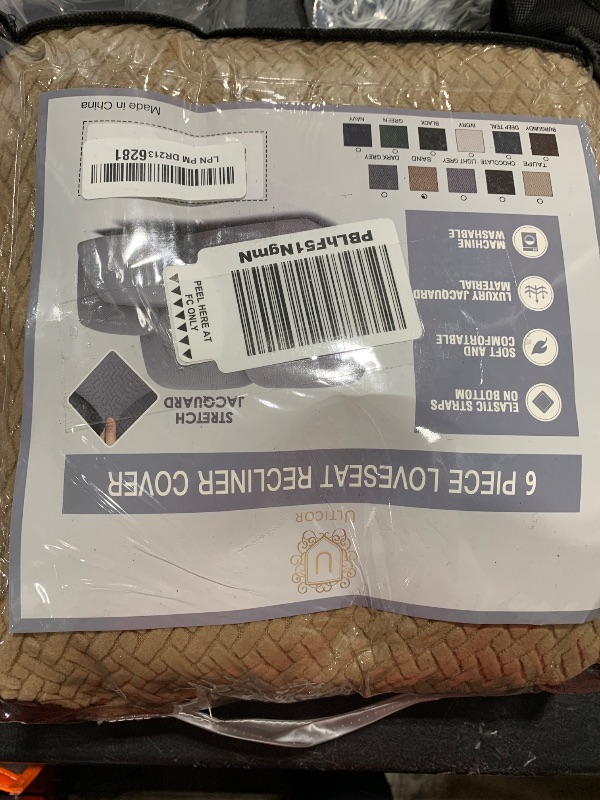 ULTICOR
6 PIECE LOVESEAT RECLINER COVER
ELASTIC STRAPS
ON BOTTOM
SOFT AND
COMFORTABLE
LUXURY JACQUARD
MATERIAL
MACHINE
WASHABLE
STRETCH
JACQUARD
PEEL HERE AT
FC ONLY
PBLhF51NgmN
TAUPE
CHOCOLATE
LIGHT GREY
SAND
DARK GREY
BURGUNDY
DEEP TEAL
IVORY
BLACK
GREEN
NAVY
LPN PM DR2136281
Made in China